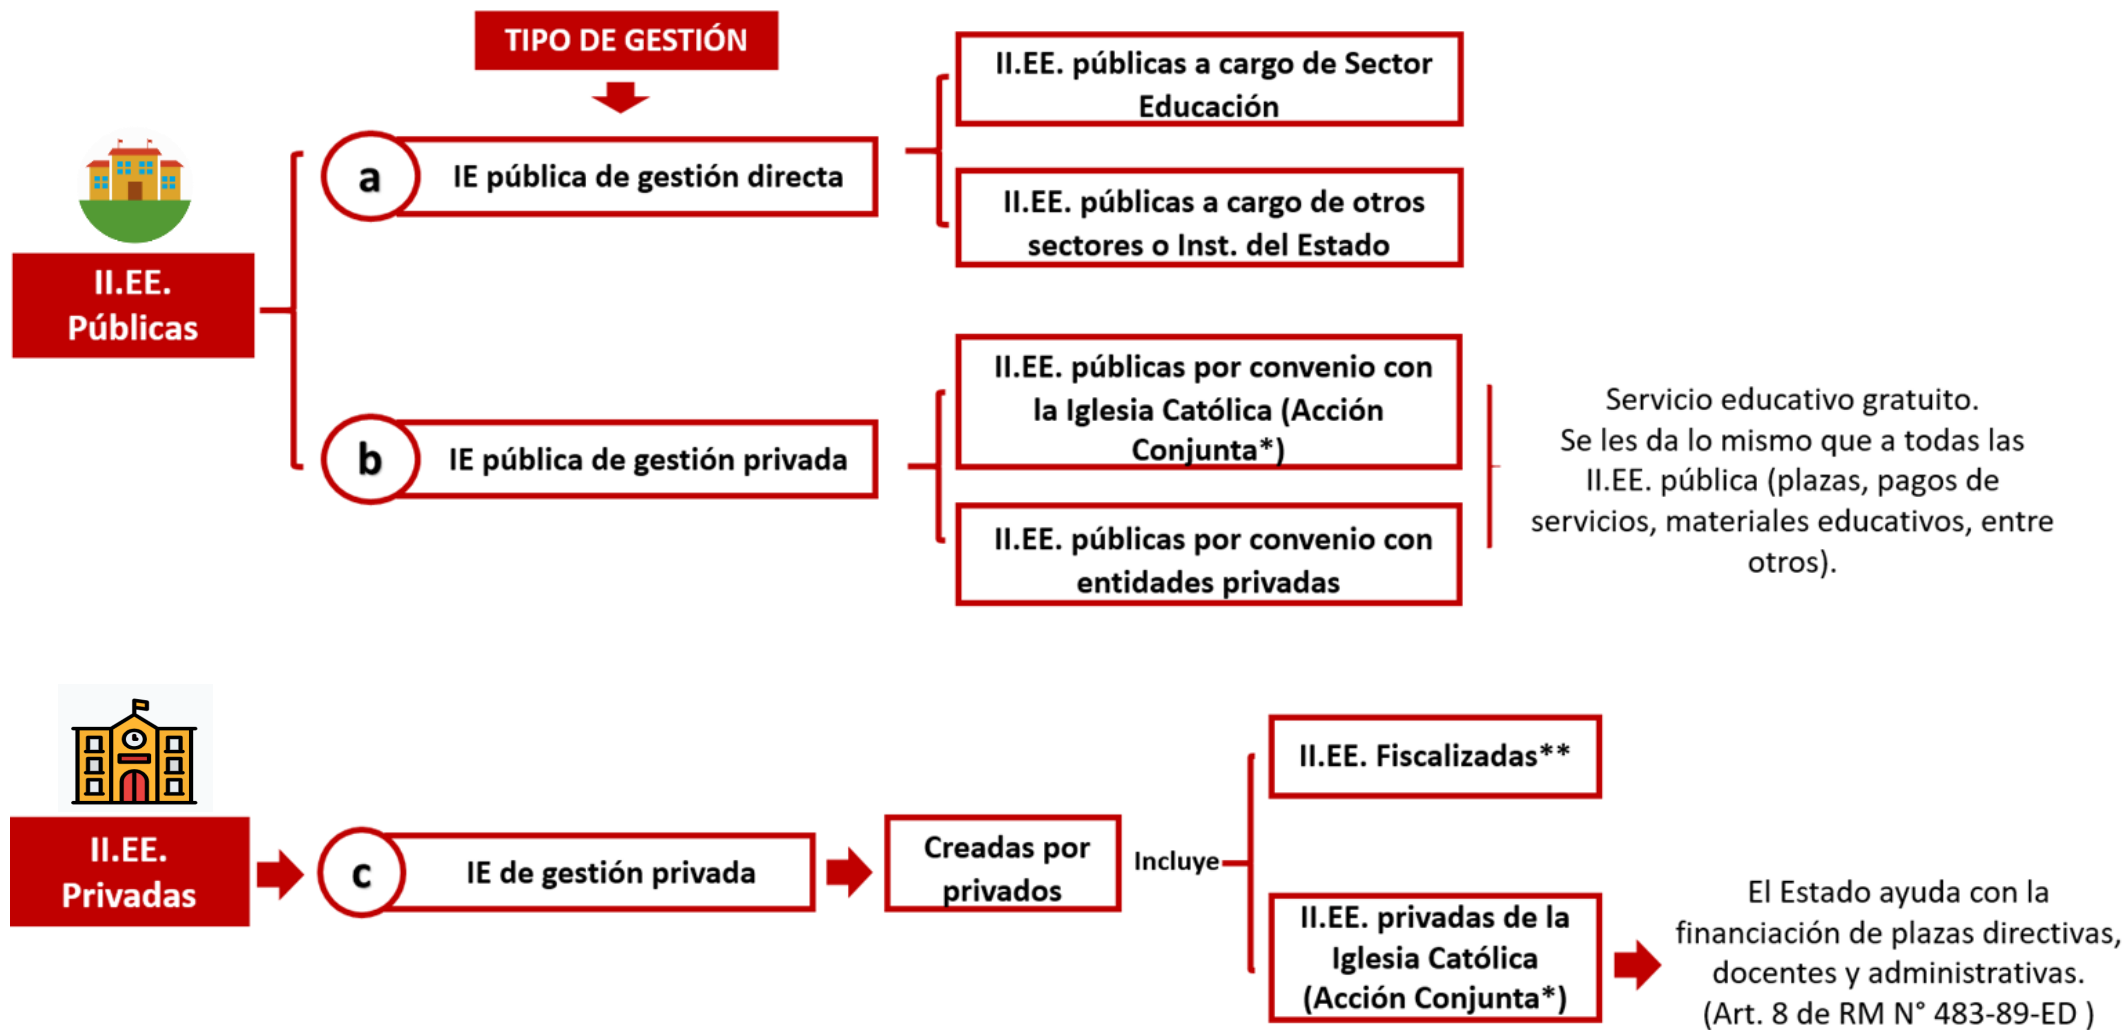 TIPO DE GESTIÓN
II.EE.
Públicas
a
IE pública de gestión directa
II.EE. públicas a cargo de Sector
Educación
II.EE. públicas a cargo de otros
sectores o Inst. del Estado
b
IE pública de gestión privada
II.EE. públicas por convenio con
la Iglesia Católica (Acción
Conjunta*)
II.EE. públicas por convenio con
entidades privadas
Servicio educativo gratuito.
Se les da lo mismo que a todas las
II.EE. pública (plazas, pagos de
servicios, materiales educativos, entre
otros).
II.EE.
Privadas
c
IE de gestión privada
Creadas por
privados
Incluye
II.EE. Fiscalizadas**
II.EE. privadas de la
Iglesia Católica
(Acción Conjunta*)
El Estado ayuda con la
financiación de plazas directivas,
docentes y administrativas.
(Art. 8 de RM N° 483-89-ED )